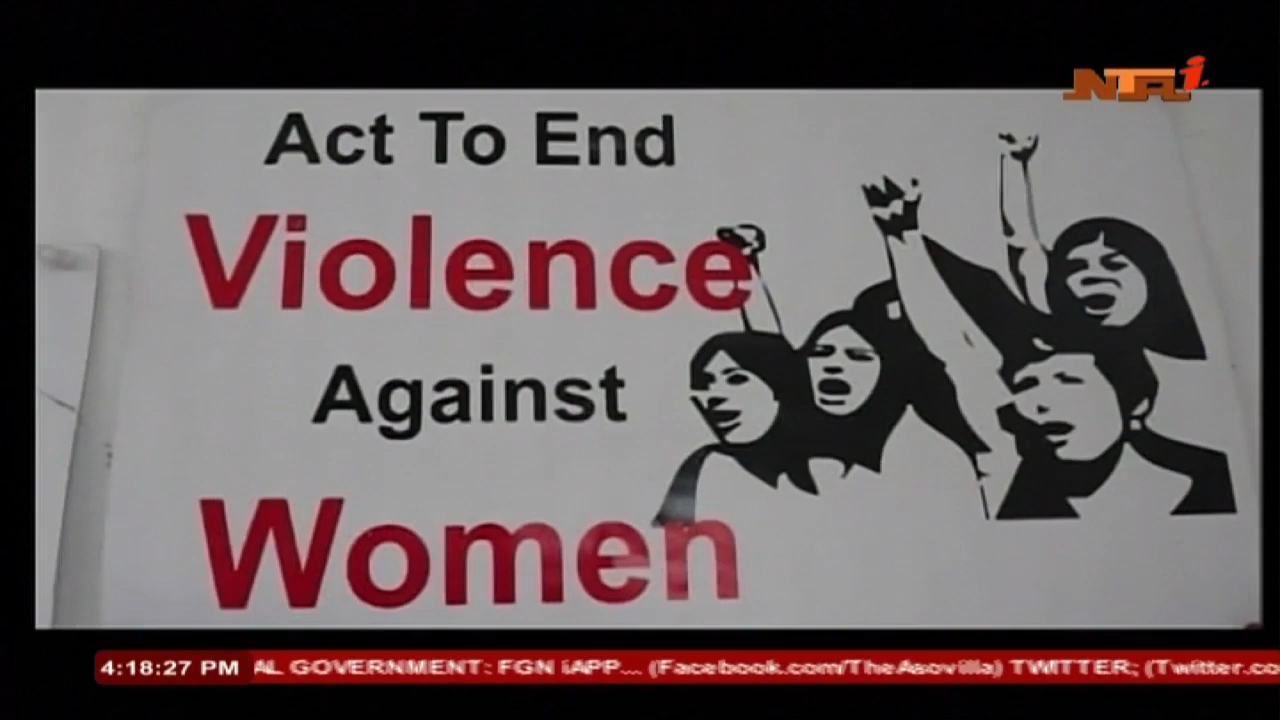 NTA i
Act To End
Violence
Against
Women
4:18:27 PM AL GOVERNMENT: FGN iAPP... (Facebook.com/TheAsovilla) TWITTER; (Twitter.co